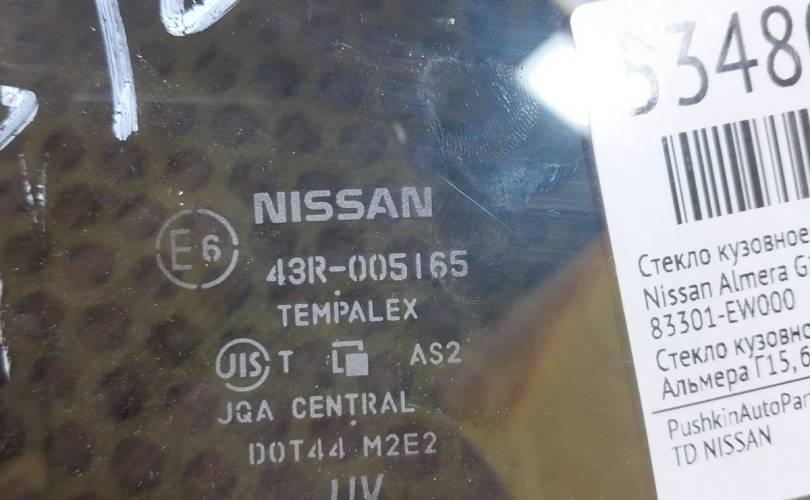 NISSAN
E6
43R-005165
TEMPALEX
JIS T AS2
JQA CENTRAL
DOT44 M2E2
UV
5348
Стекло кузовное
Nissan Almera G
83301-EW000
Стекло кузовно
Альмера Г15, 6
PushkinAutoPar
TD NISSAN